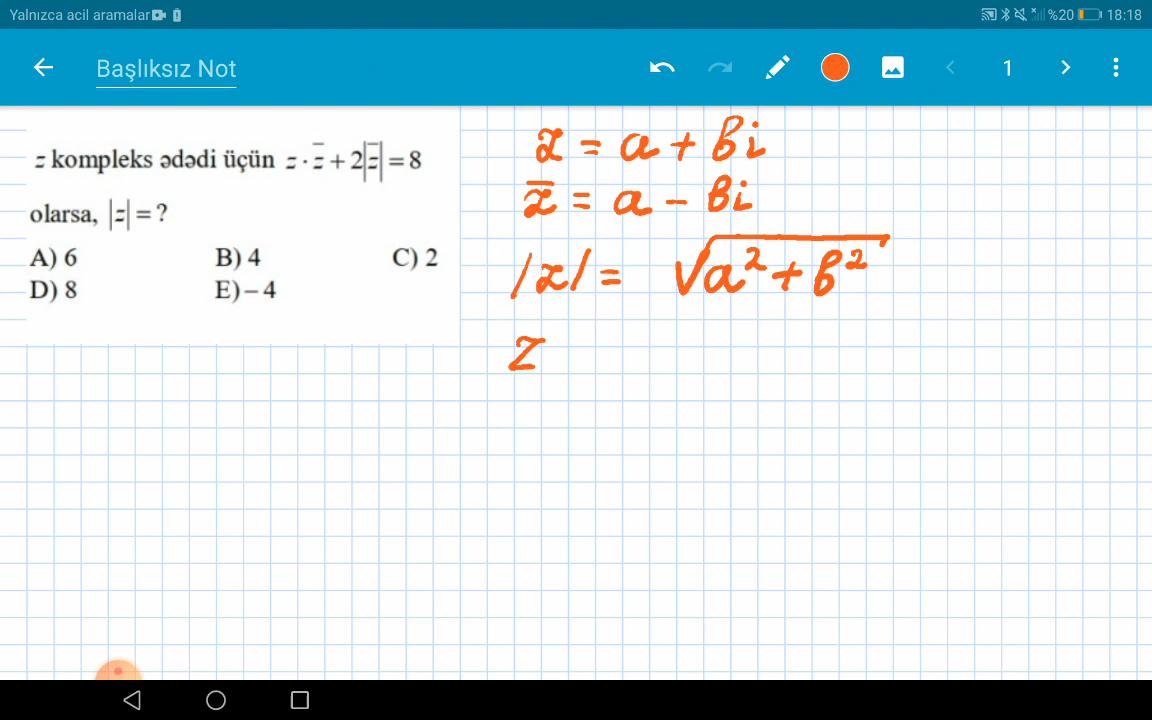 Yalnızca acil aramalar
%20 18:18
Başlıksız Not
1
z kompleks ədədi üçün z · z̅ + 2|z̅| = 8
olarsa, |z| = ?
A) 6 B) 4 C) 2
D) 8 E) – 4
z = a + bi
z̅ = a - bi
|z| = √a² + b²
z